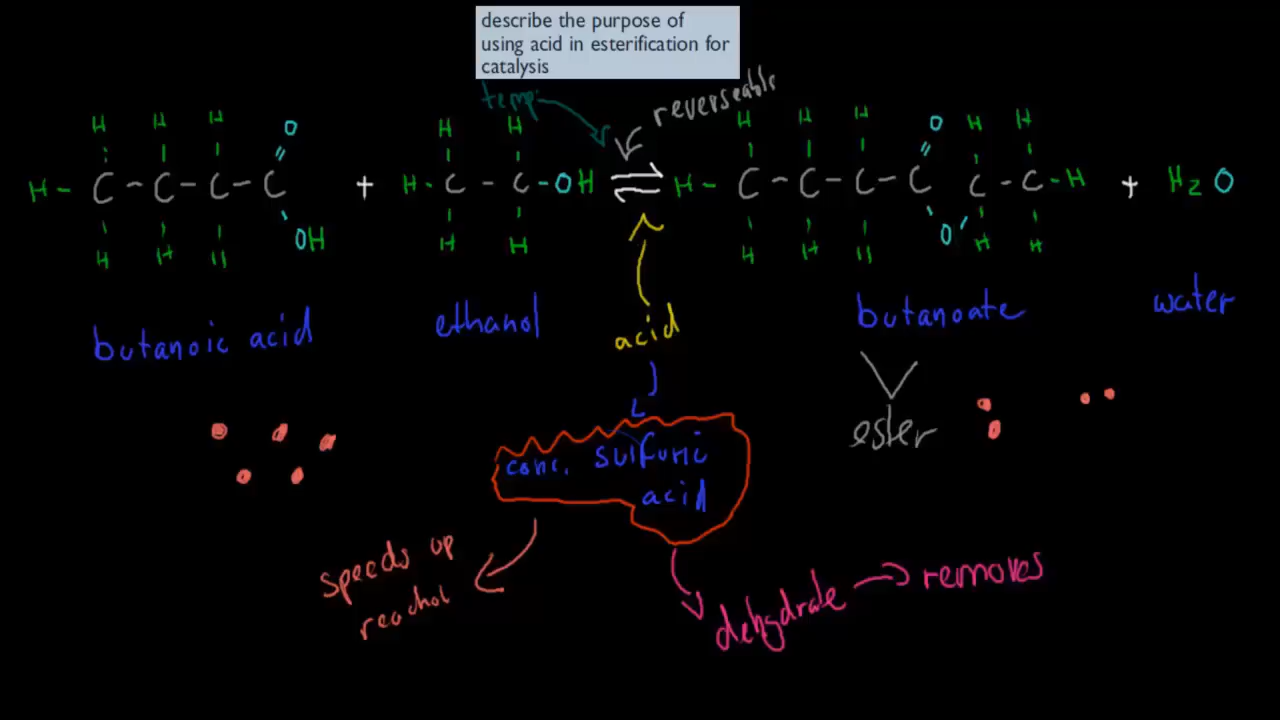 describe the purpose of
using acid in esterification for
catalysis
temp.
reverseable
H H H O H H H H H O H H
H - C - C - C - C + H - C - C - OH ⇌ H - C - C - C - C C - C - H + H2O
OH O
H H H H H H H H H H
butanoic acid
ethanol
acid
butanoate
water
ester
conc. sulfuric
acid
speeds up
dehydrate → removes